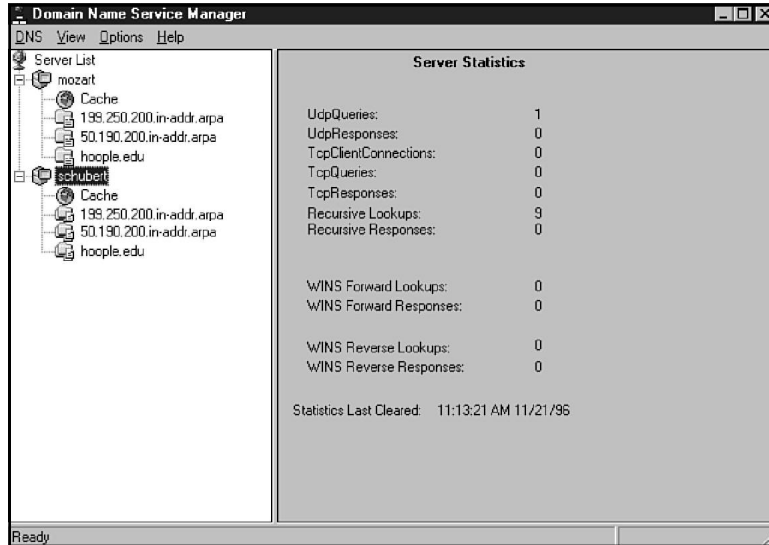 Domain Name Service Manager
DNS View Options Help
Server List
mozart
Cache
199.250.200.in-addr.arpa
50.190.200.in-addr.arpa
hoople.edu
schubert
Cache
199.250.200.in-addr.arpa
50.190.200.in-addr.arpa
hoople.edu
Server Statistics
UdpQueries: 1
UdpResponses: 0
TcpClientConnections: 0
TcpQueries: 0
TcpResponses: 0
Recursive Lookups: 9
Recursive Responses: 0
WINS Forward Lookups: 0
WINS Forward Responses: 0
WINS Reverse Lookups: 0
WINS Reverse Responses: 0
Statistics Last Cleared: 11:13:21 AM 11/21/96
Ready